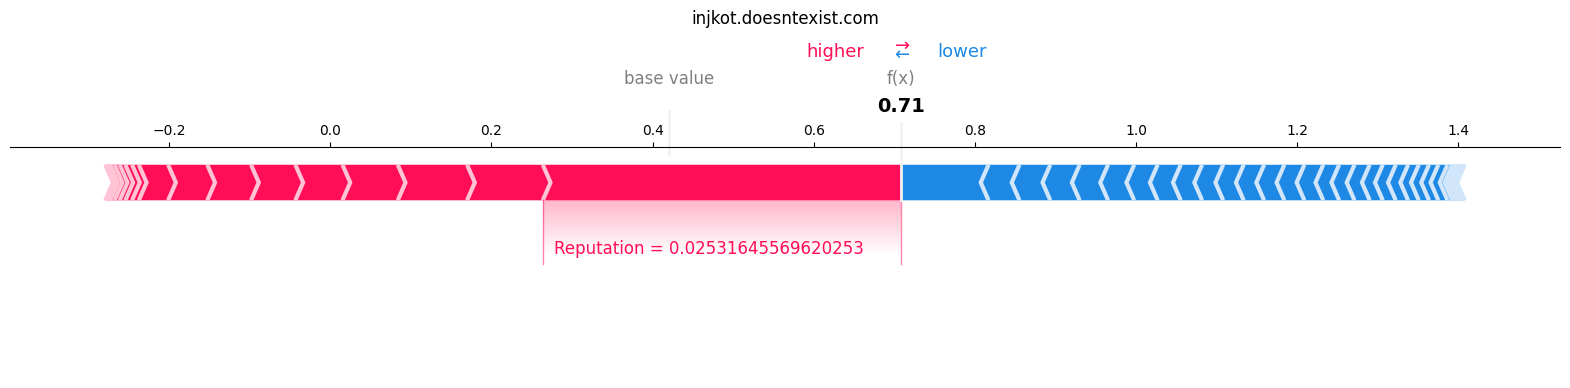 injkot.doesntexist.com
higher → ← lower
base value f(x)
0.71
−0.2 0.0 0.2 0.4 0.6 0.8 1.0 1.2 1.4
Reputation = 0.02531645569620253